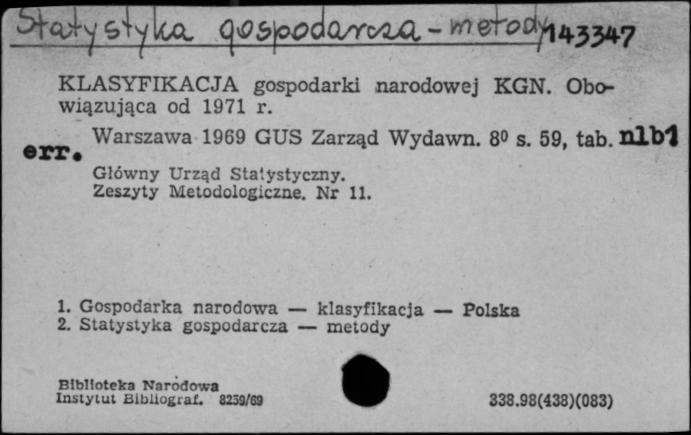 Statystyka gospodarcza - metody 143347
KLASYFIKACJA gospodarki narodowej KGN. Obo-
wiązująca od 1971 r.
Warszawa 1969 GUS Zarząd Wydawn. 8⁰ s. 59, tab. nlb1
err.
Główny Urząd Statystyczny.
Zeszyty Metodologiczne. Nr 11.
1. Gospodarka narodowa — klasyfikacja — Polska
2. Statystyka gospodarcza — metody
Biblioteka Narodowa
Instytut Bibliograf. 8259/69
338.98(438)(083)